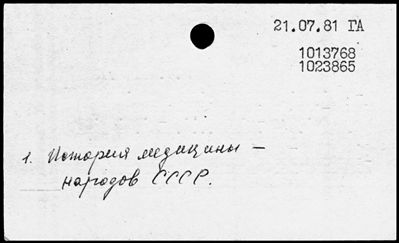 21.07.81 ГА
1013768
1023865
1. История медицины –
народов СССР.